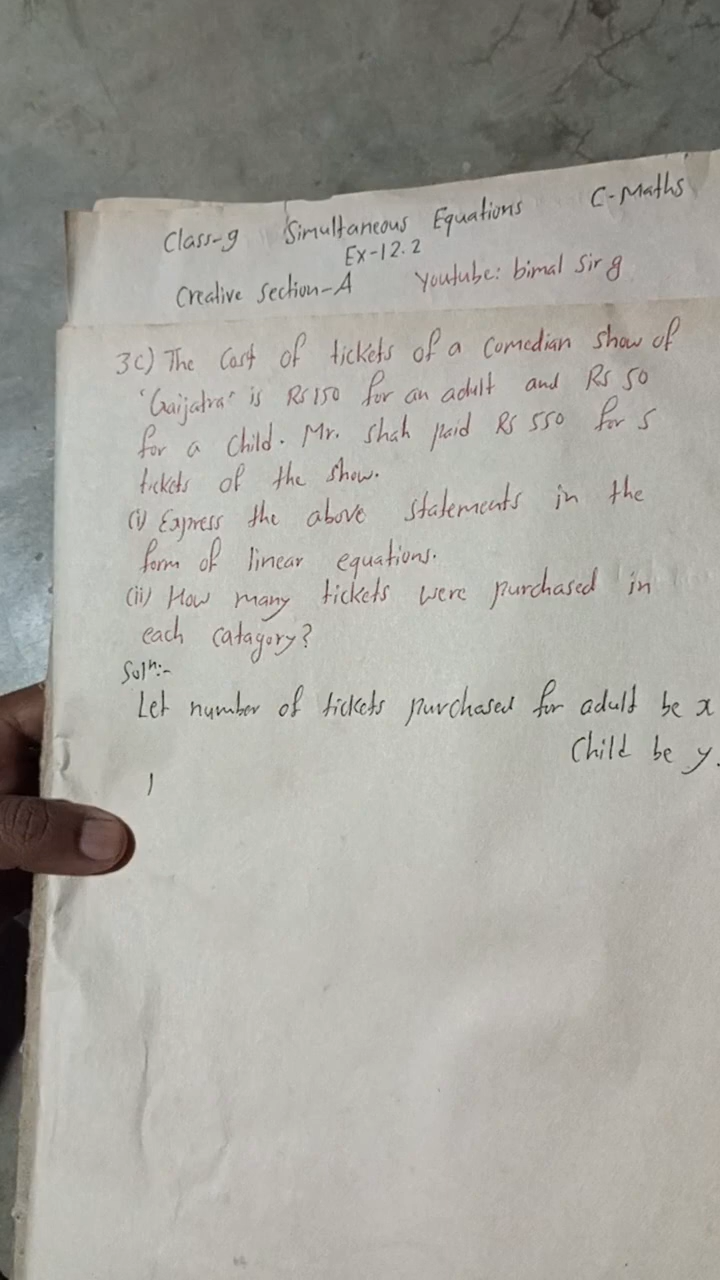 Class-9 Simultaneous Equations C-Maths
Ex-12.2
Creative section-A Youtube: bimal sir 9
3c) The Cost of tickets of a comedian show of
'Gaijatra' is RS 150 for an adult and RS 50
for a child. Mr. Shah paid RS 550 for 5
tickets of the show.
(i) Express the above statements in the
form of linear equations.
(ii) How many tickets were purchased in
each catagory?
Solⁿ:-
Let number of tickets purchased for adult be x
Child be y.